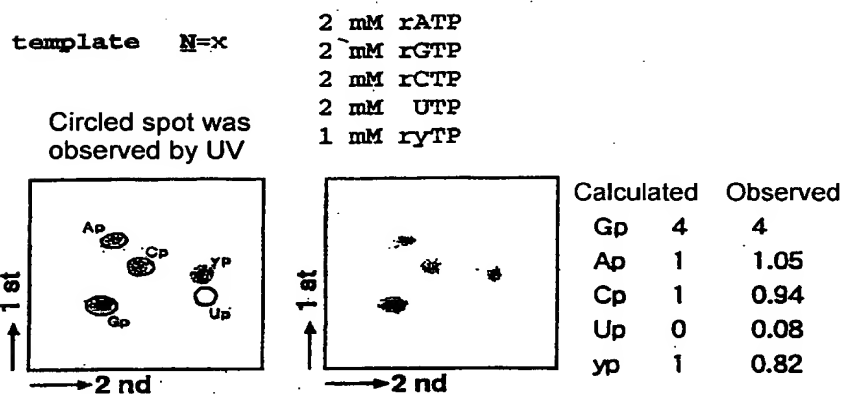 template N=x
2 mM rATP
2 mM rGTP
2 mM rCTP
2 mM UTP
1 mM ryTP
Circled spot was
observed by UV
Ap
Cp
yp
Gp
Up
1 st
2 nd
1 st
2 nd
Calculated Observed
Gp 4 4
Ap 1 1.05
Cp 1 0.94
Up 0 0.08
yp 1 0.82